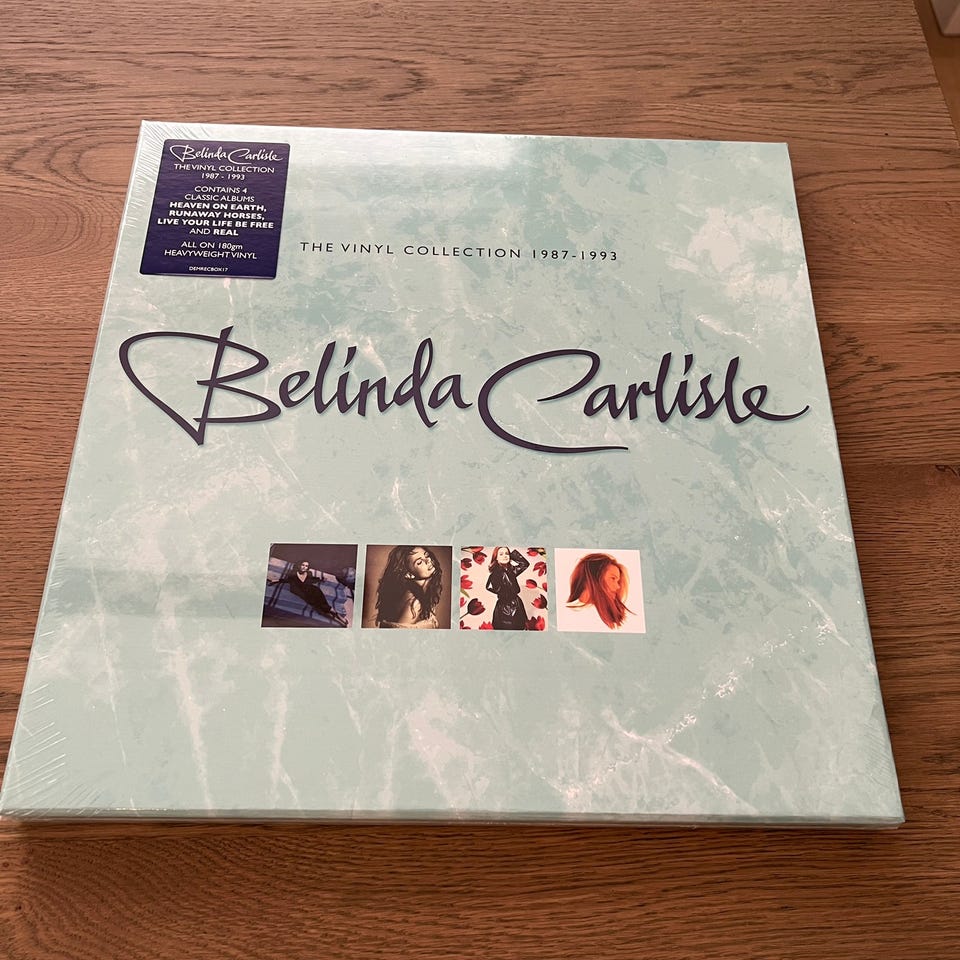 Belinda Carlisle
THE VINYL COLLECTION
1987 - 1993
CONTAINS 4
CLASSIC ALBUMS
HEAVEN ON EARTH,
RUNAWAY HORSES,
LIVE YOUR LIFE BE FREE
AND REAL
ALL ON 180gm
HEAVYWEIGHT VINYL
DEMRECBOX17
THE VINYL COLLECTION 1987-1993
Belinda Carlisle